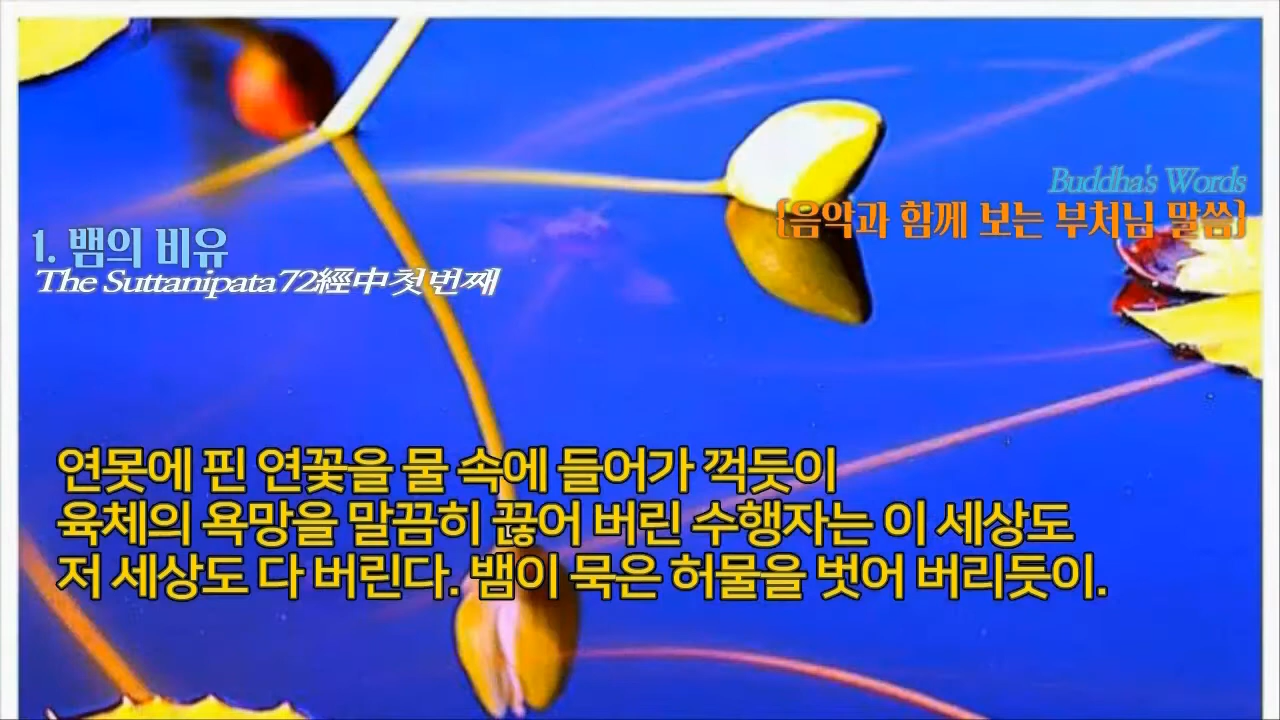 Buddha's Words
{음악과 함께 보는 부처님 말씀}
1. 뱀의 비유
The Suttanipata 72經中 첫 번째
연못에 핀 연꽃을 물 속에 들어가 꺽듯이
육체의 욕망을 말끔히 끊어 버린 수행자는 이 세상도
저 세상도 다 버린다. 뱀이 묵은 허물을 벗어 버리듯이.